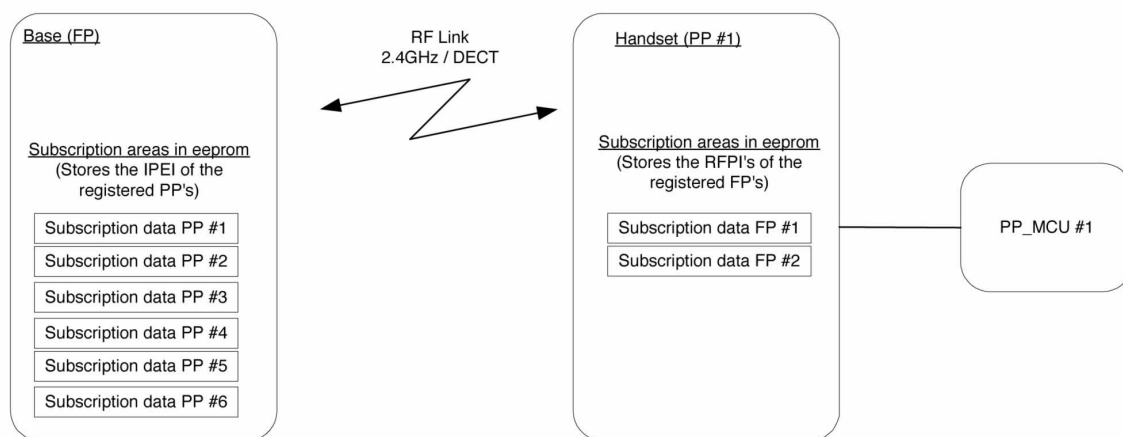 Base (FP)
Subscription areas in eeprom
(Stores the IPEI of the
registered PP's)
Subscription data PP #1
Subscription data PP #2
Subscription data PP #3
Subscription data PP #4
Subscription data PP #5
Subscription data PP #6
RF Link
2.4GHz / DECT
Handset (PP #1)
Subscription areas in eeprom
(Stores the RFPI's of the
registered FP's)
Subscription data FP #1
Subscription data FP #2
PP_MCU #1